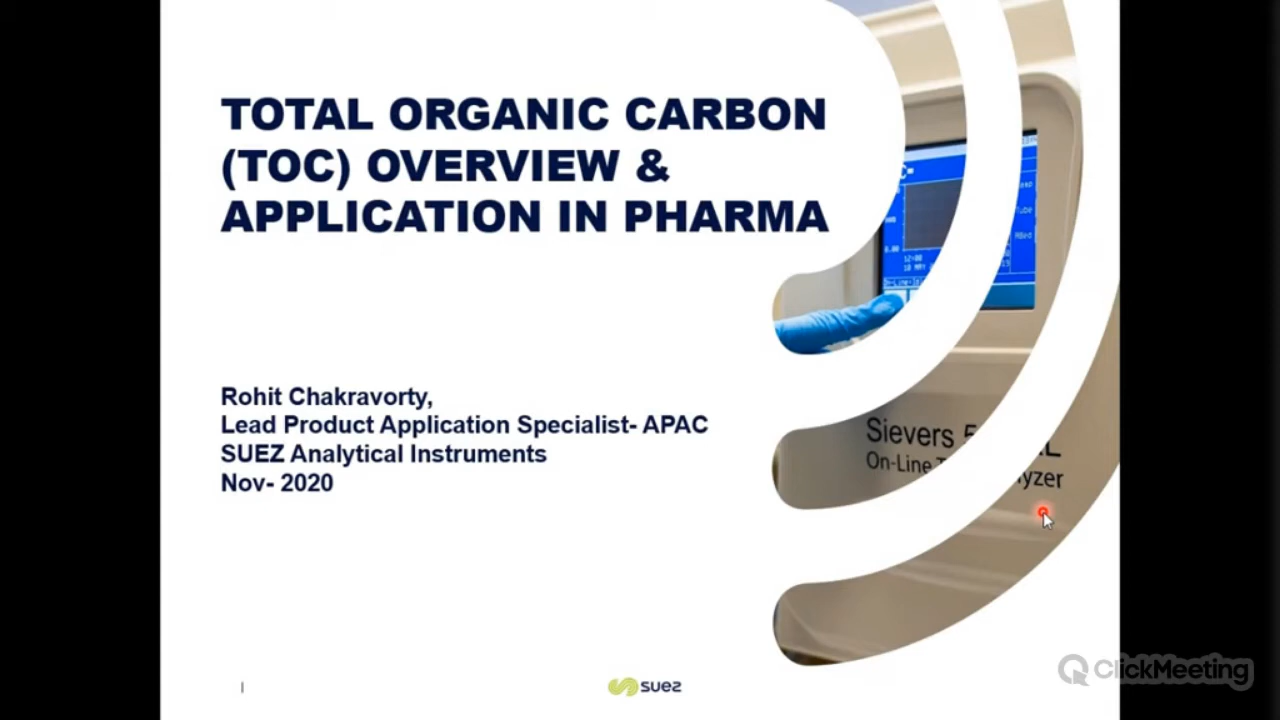 TOTAL ORGANIC CARBON
(TOC) OVERVIEW &
APPLICATION IN PHARMA
Rohit Chakravorty,
Lead Product Application Specialist- APAC
SUEZ Analytical Instruments
Nov- 2020
Sievers
On-Line
suez
ClickMeeting